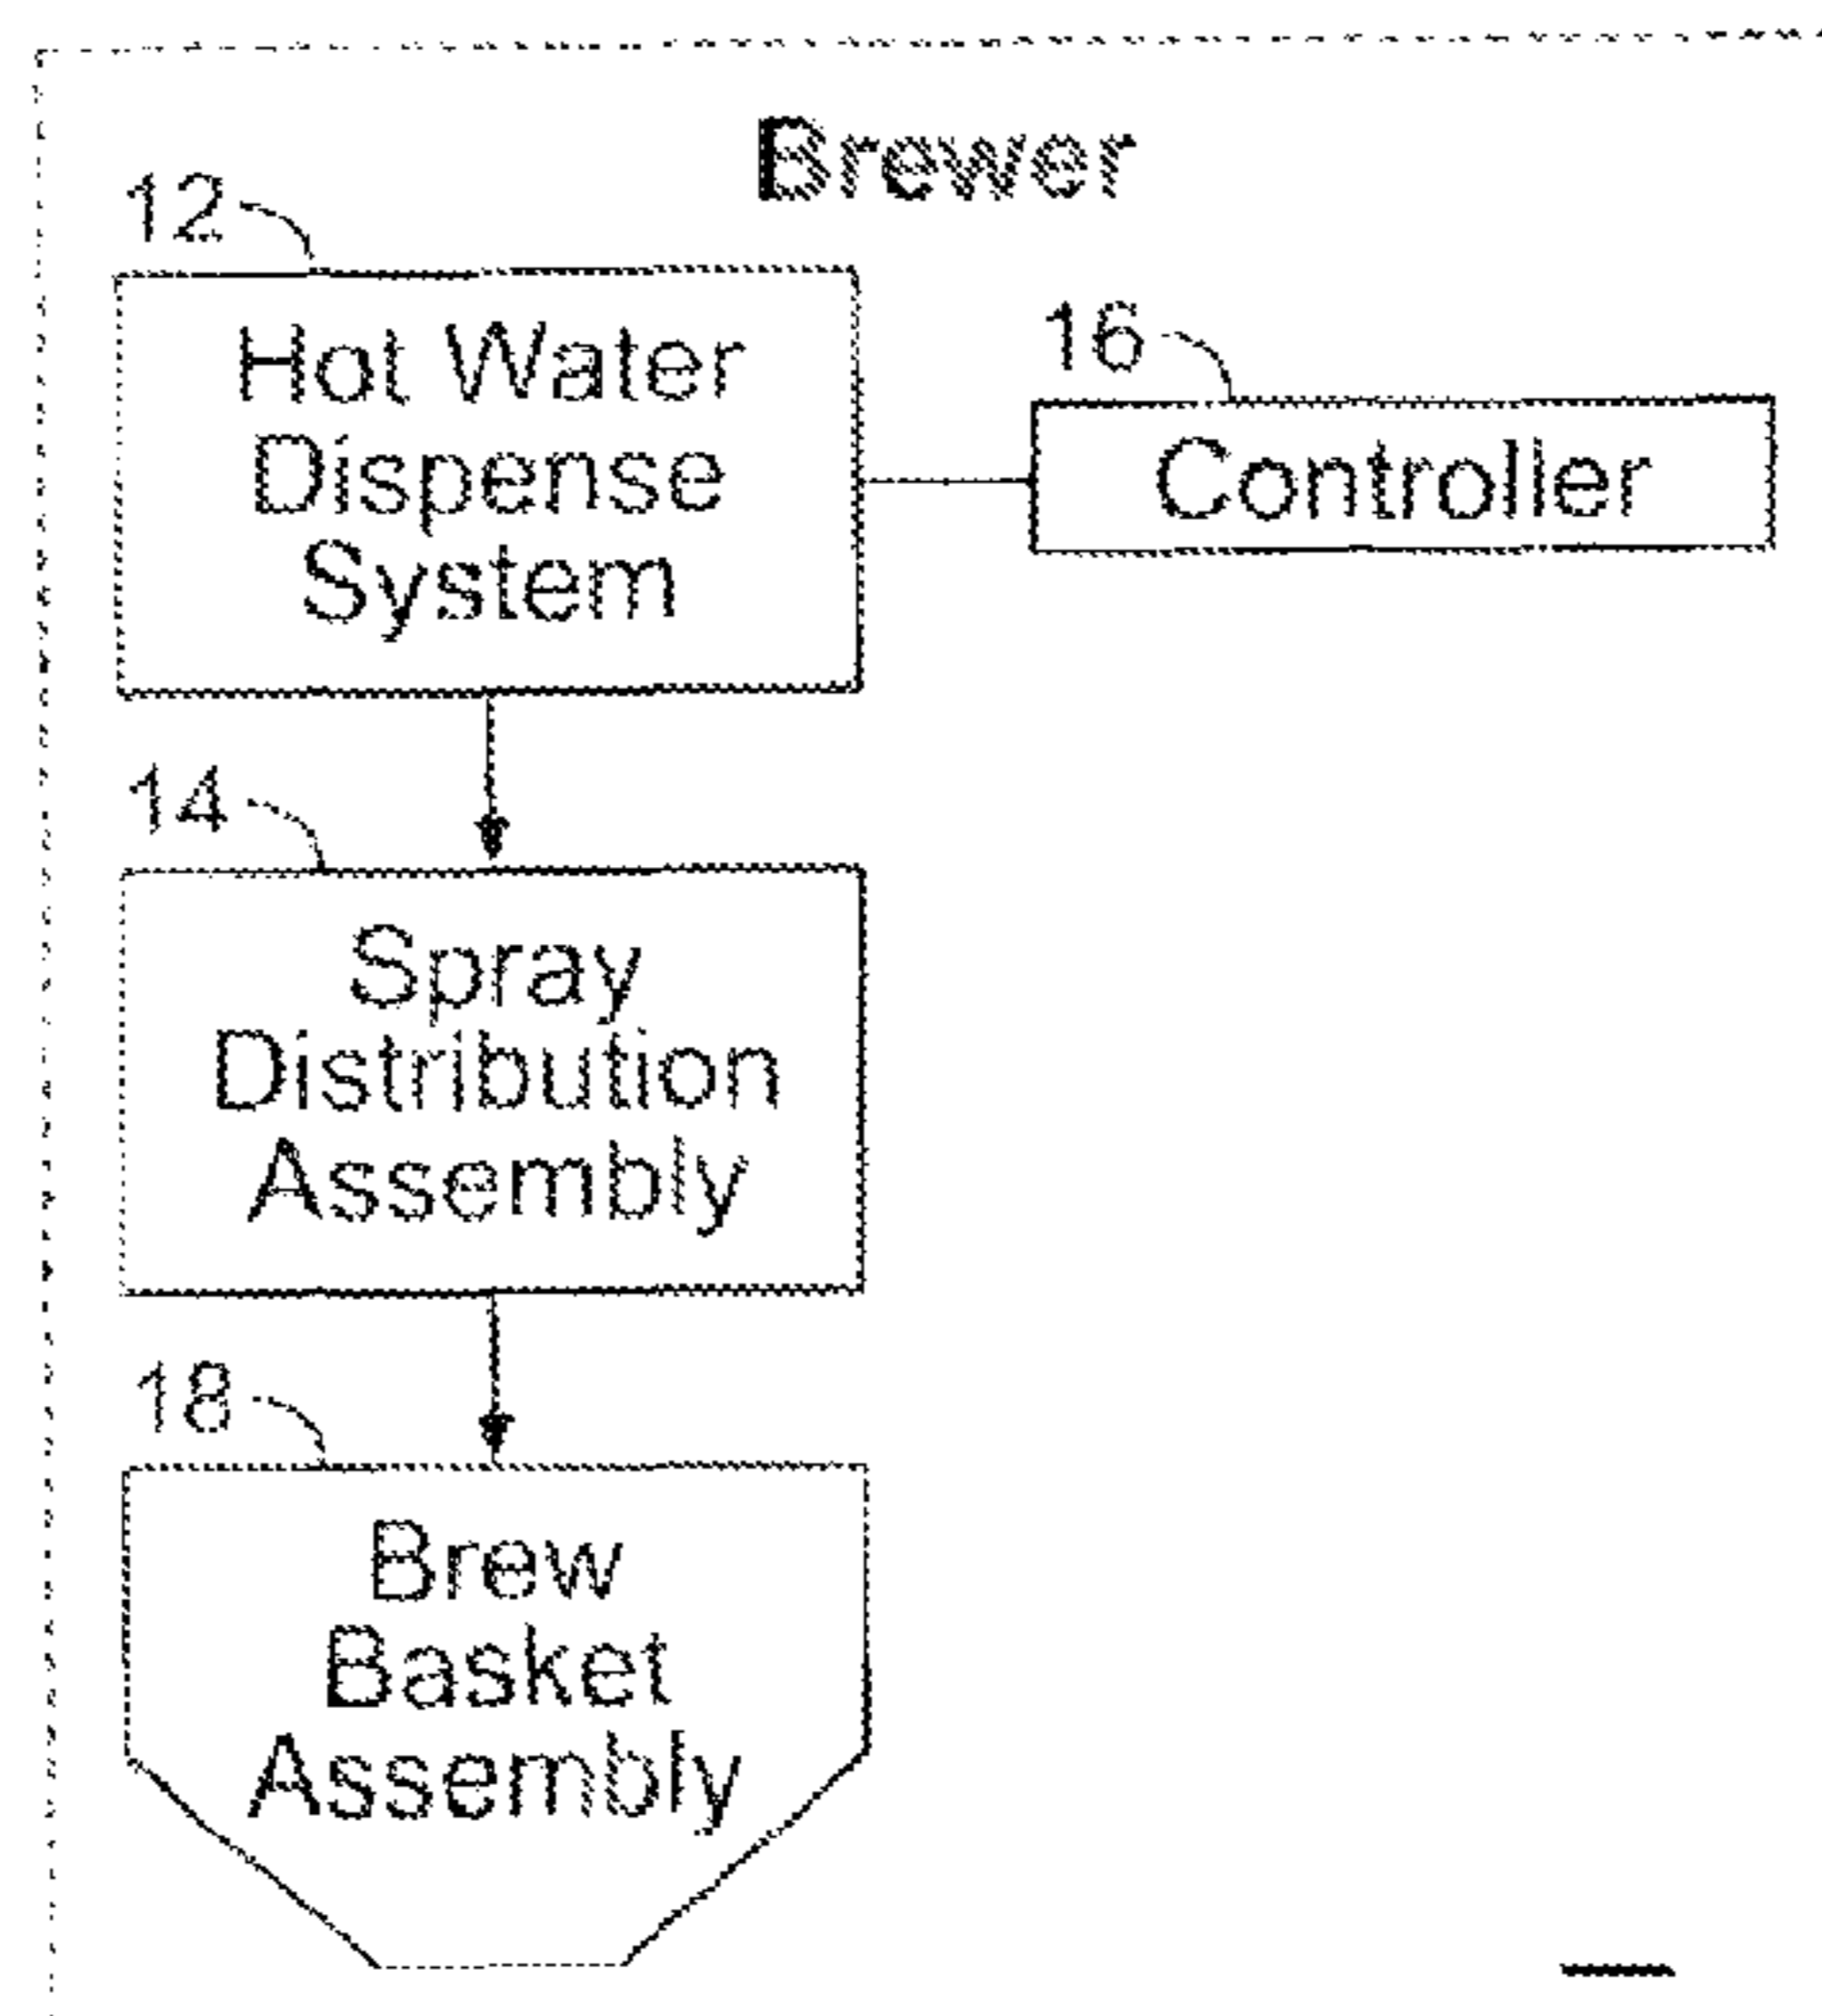 Brewer
12
Hot Water
Dispense
System
16
Controller
14
Spray
Distribution
Assembly
18
Brew
Basket
Assembly